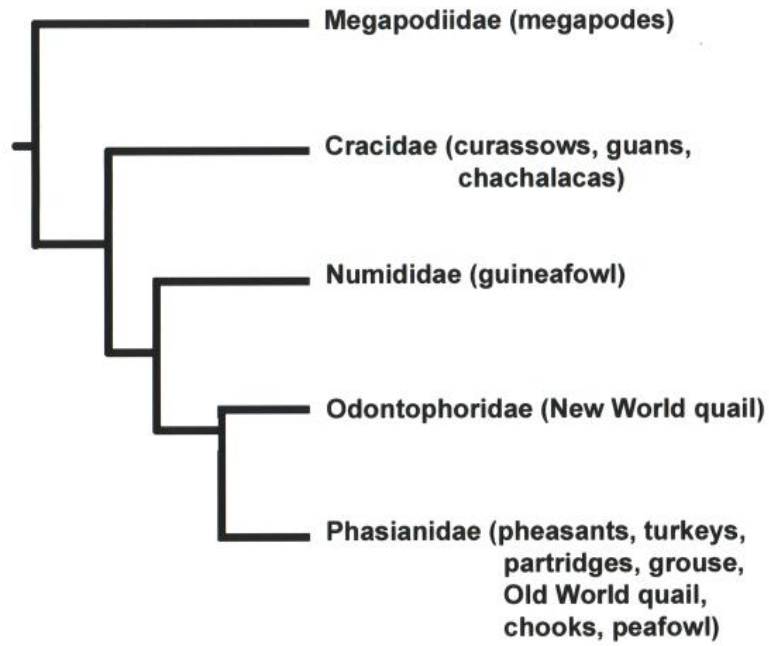 Megapodiidae (megapodes)
Cracidae (curassows, guans,
chachalacas)
Numididae (guineafowl)
Odontophoridae (New World quail)
Phasianidae (pheasants, turkeys,
partridges, grouse,
Old World quail,
chooks, peafowl)